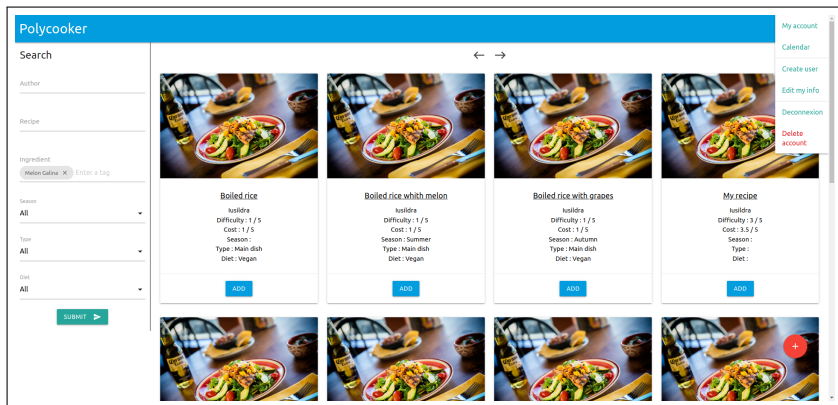 Polycooker
My account
Calendar
Create user
Edit my info
Deconnexion
Delete
account
Search
Author
Recipe
Ingredient
Melon Galina × Enter a tag
Season
All
Type
All
Diet
All
SUBMIT
← →
Boiled rice
Iusildra
Difficulty : 1 / 5
Cost : 1 / 5
Season :
Type : Main dish
Diet : Vegan
ADD
Boiled rice whith melon
Iusildra
Difficulty : 1 / 5
Cost : 1 / 5
Season : Summer
Type : Main dish
Diet : Vegan
ADD
Boiled rice with grapes
Iusildra
Difficulty : 1 / 5
Cost : 1 / 5
Season : Autumn
Type : Main dish
Diet : Vegan
ADD
My recipe
Iusildra
Difficulty : 3 / 5
Cost : 3.5 / 5
Season :
Type :
Diet :
ADD
+